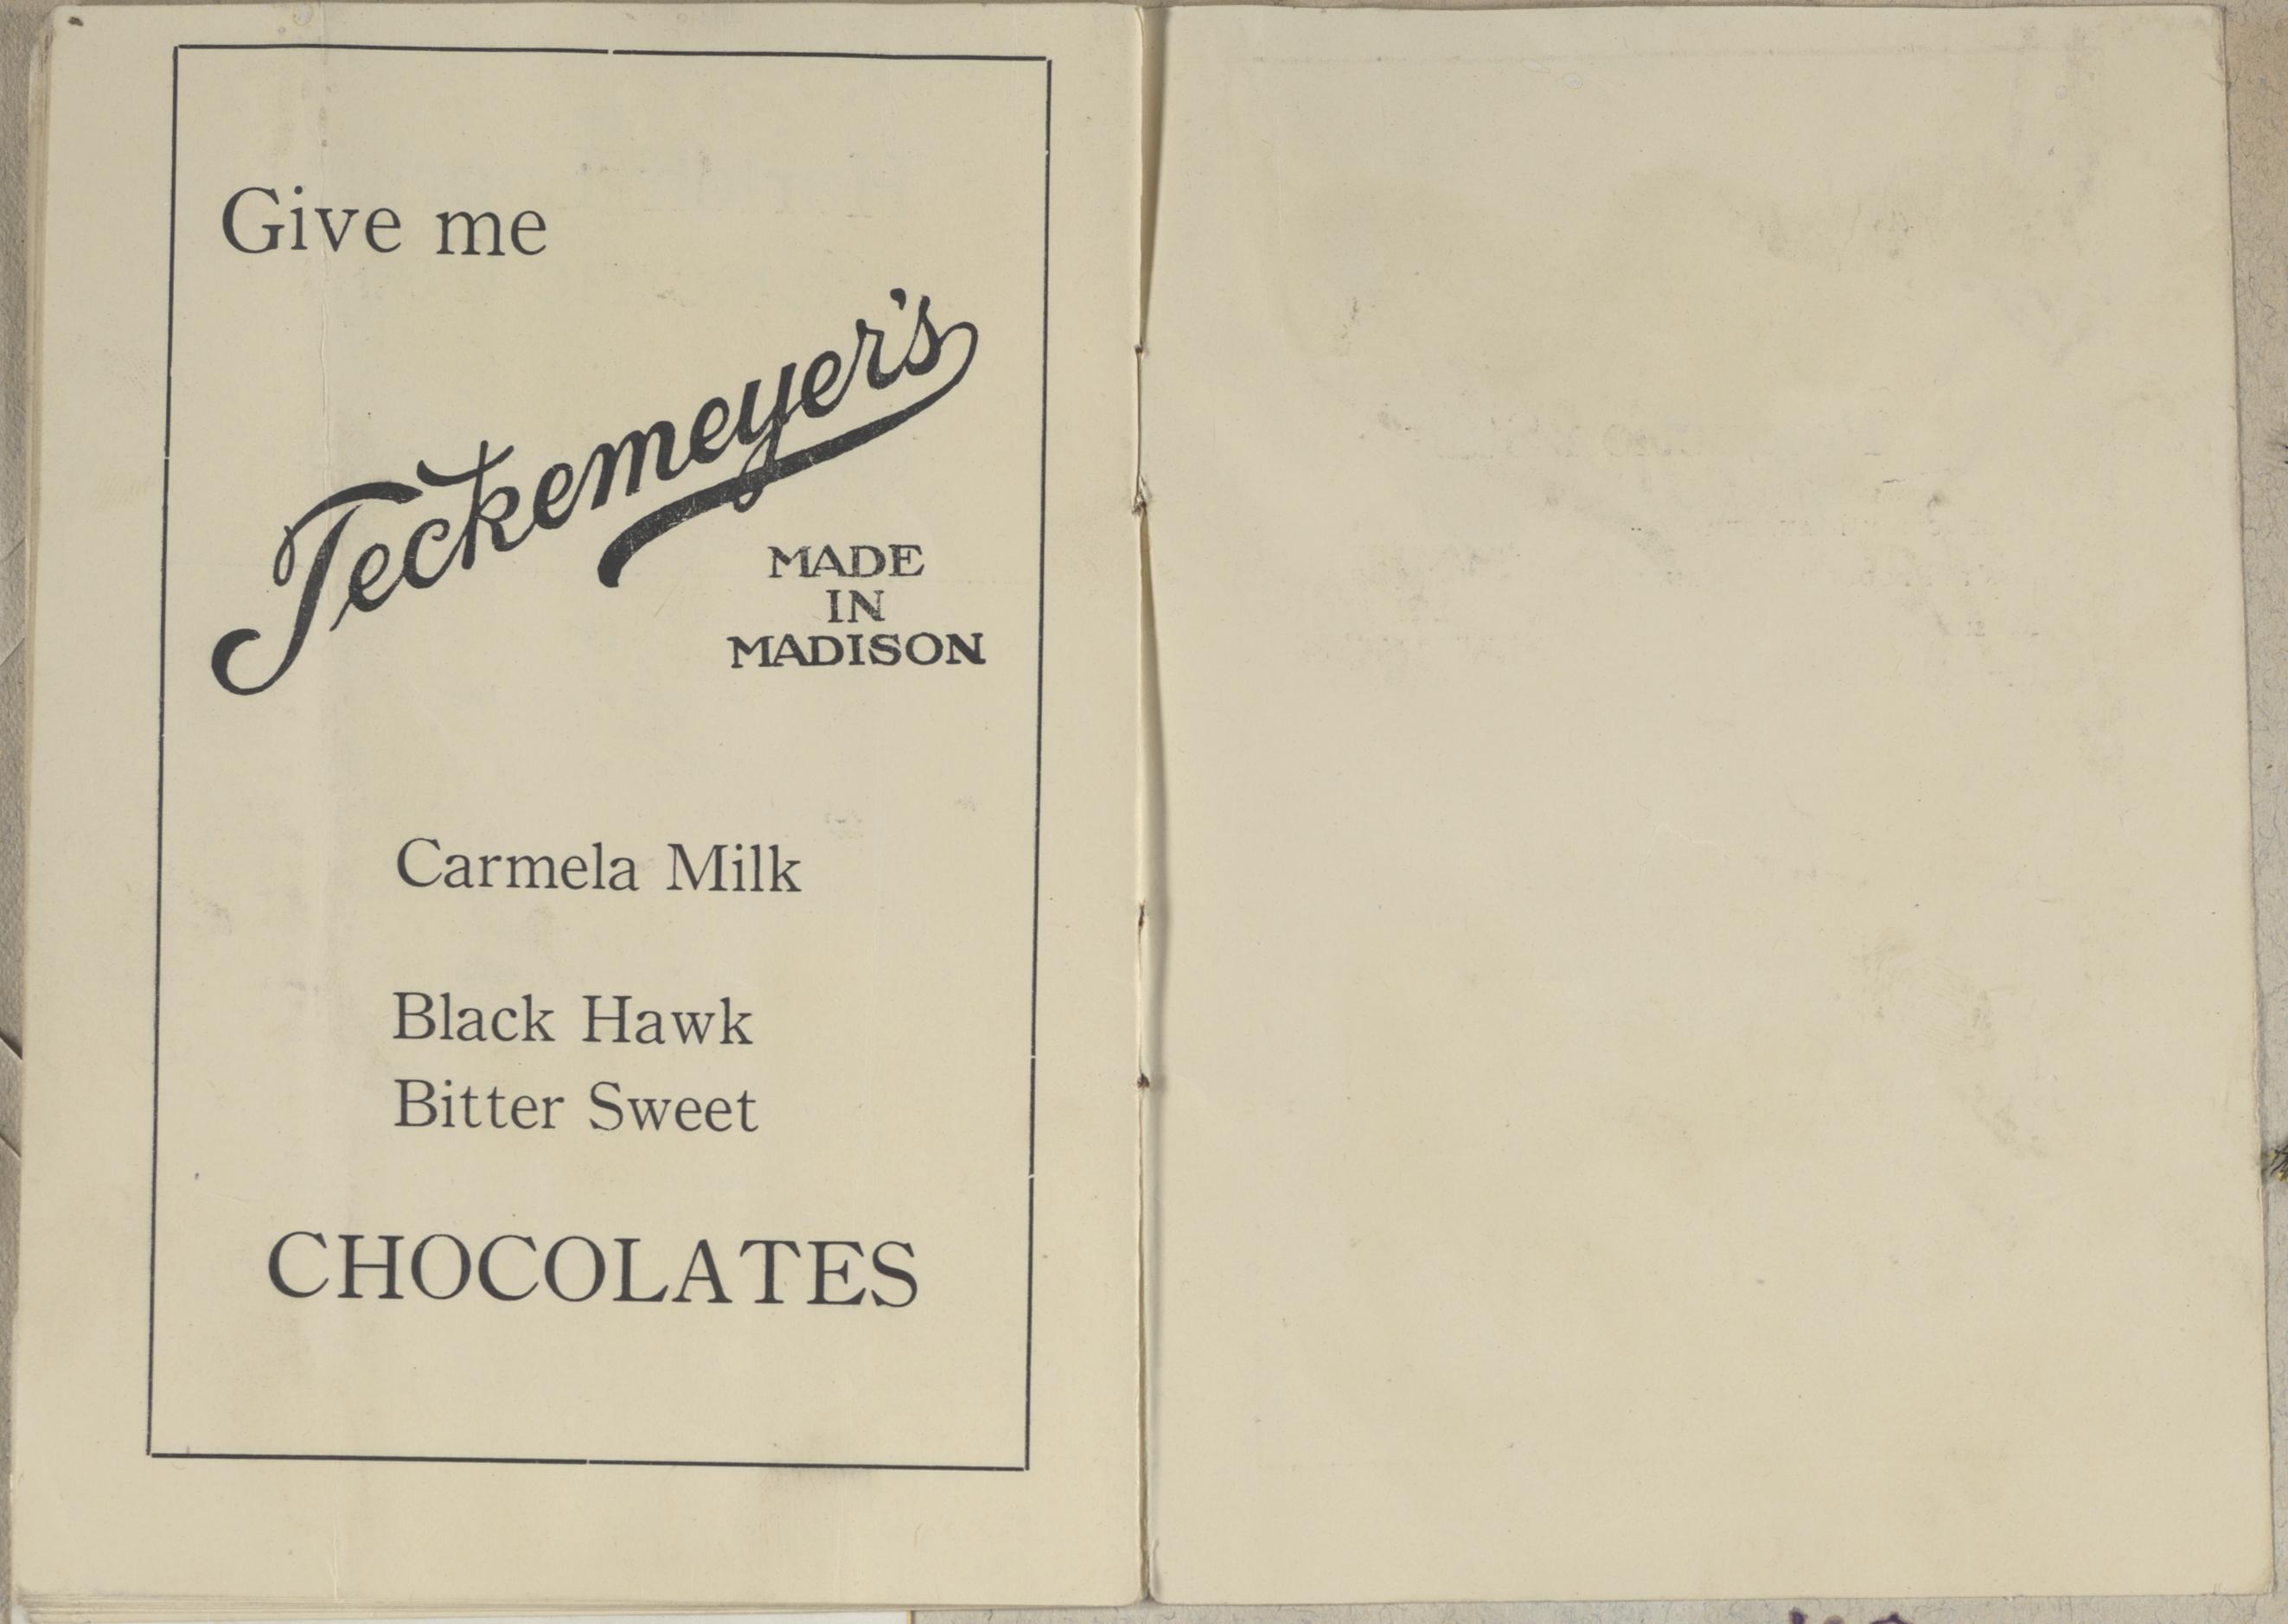 Give me
Teckemeyer's
MADE
IN
MADISON
Carmela Milk
Black Hawk
Bitter Sweet
CHOCOLATES